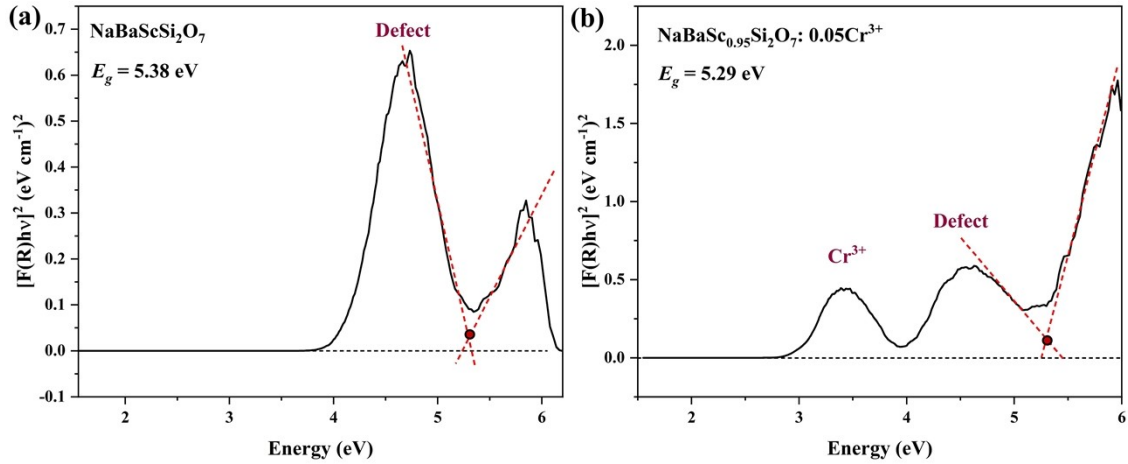 (a)
NaBaScSi₂O₇
E_g = 5.38 eV
Defect
[F(R)hν]² (eV cm⁻¹)²
0.7
0.6
0.5
0.4
0.3
0.2
0.1
0.0
-0.1
2 3 4 5 6
Energy (eV)
(b)
NaBaSc₀.₉₅Si₂O₇: 0.05Cr³⁺
E_g = 5.29 eV
Cr³⁺
Defect
[F(R)hν]² (eV cm⁻¹)²
2.0
1.5
1.0
0.5
0.0
2 3 4 5 6
Energy (eV)